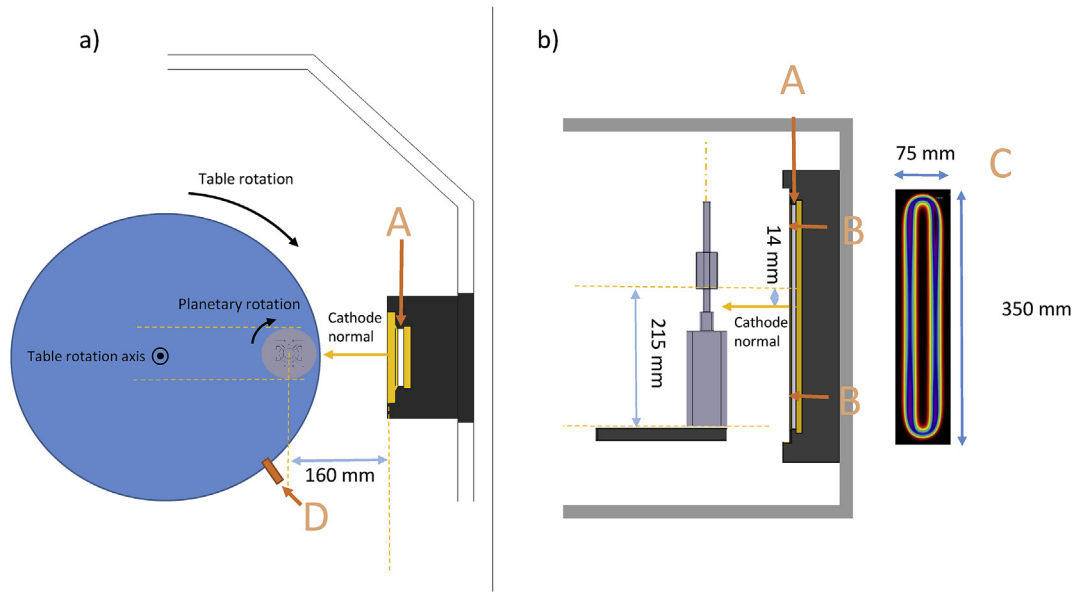 a)
Table rotation
A
Planetary rotation
Cathode
normal
Table rotation axis
160 mm
D
b)
A
75 mm
C
B
14 mm
350 mm
Cathode
normal
215 mm
B